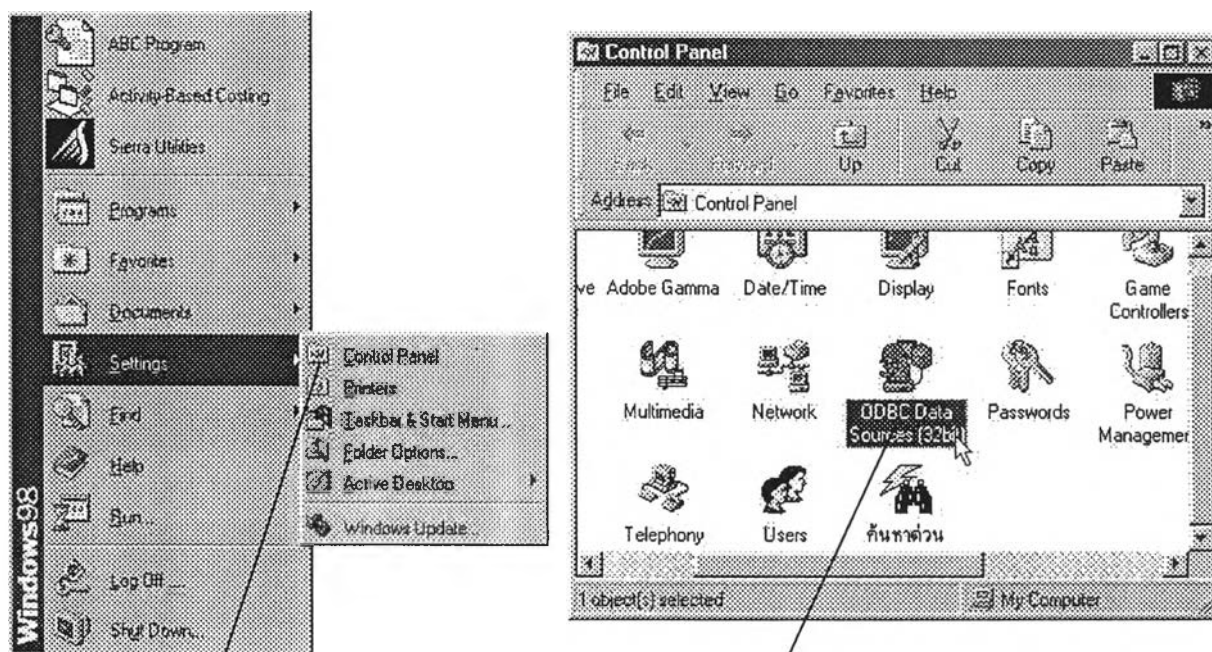 ABC Program
Activity-Based Costing
Sierra Utilities
Programs
Favorites
Documents
Settings
Find
Help
Run...
Log Off ...
Shut Down...
Windows98
Control Panel
Printers
Taskbar & Start Menu...
Folder Options...
Active Desktop
Windows Update...
Control Panel
File Edit View Go Favorites Help
Back Forward Up Cut Copy Paste
Address Control Panel
ve Adobe Gamma Date/Time Display Fonts Game
Controllers
Multimedia Network ODBC Data Passwords Power
Sources (32bit) Managemer
Telephony Users ค้นหาด่วน
1 object(s) selected My Computer